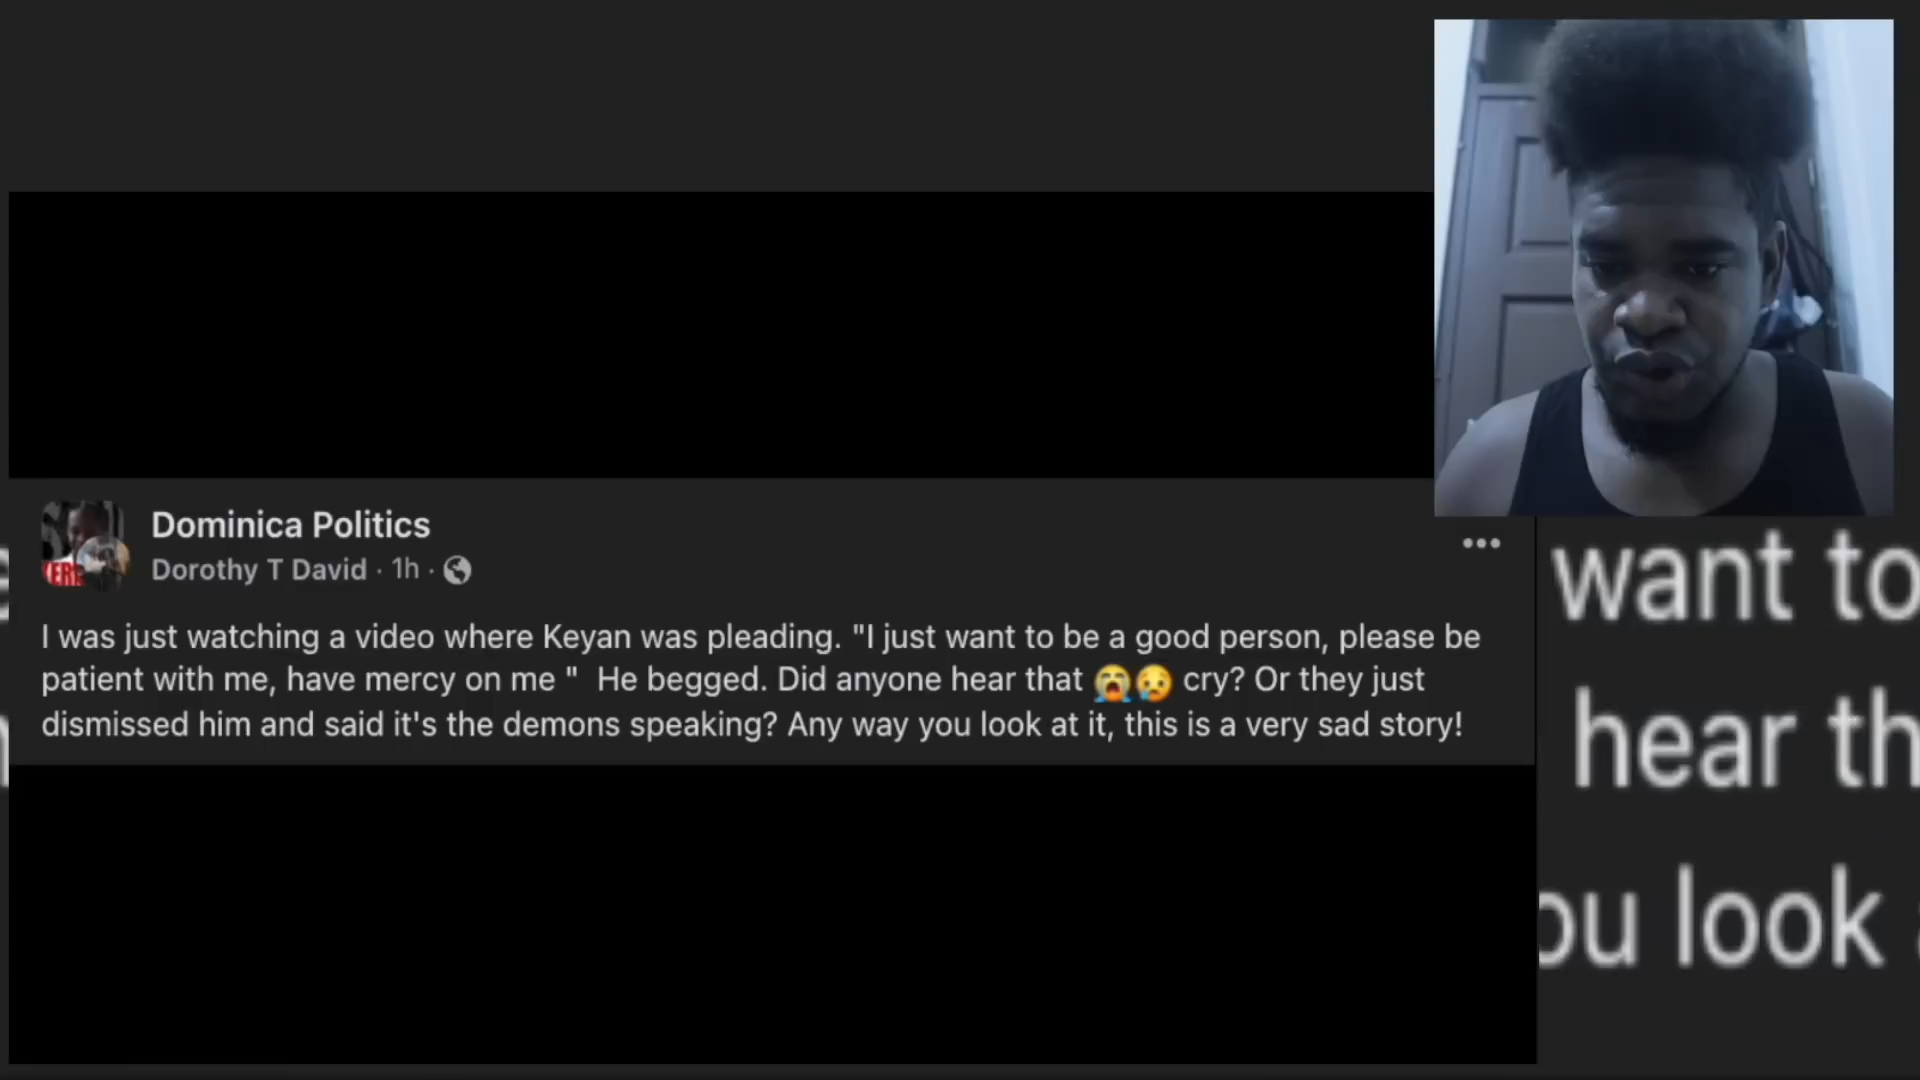 Dominica Politics
Dorothy T David · 1h ·
I was just watching a video where Keyan was pleading. "I just want to be a good person, please be
patient with me, have mercy on me "  He begged. Did anyone hear that 😭😢 cry? Or they just
dismissed him and said it's the demons speaking? Any way you look at it, this is a very sad story!
want to
hear th
ou look